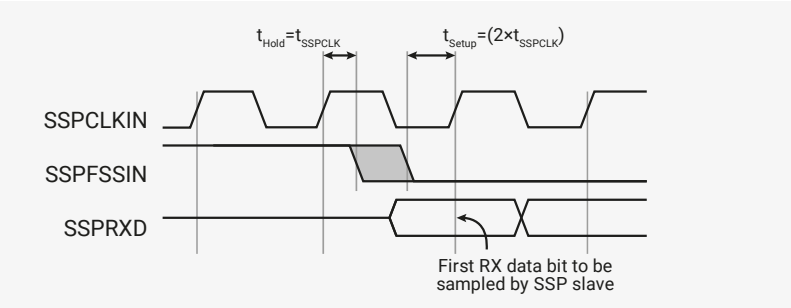 tHold=tSSPCLK
tSetup=(2×tSSPCLK)
SSPCLKIN
SSPFSSIN
SSPRXD
First RX data bit to be
sampled by SSP slave